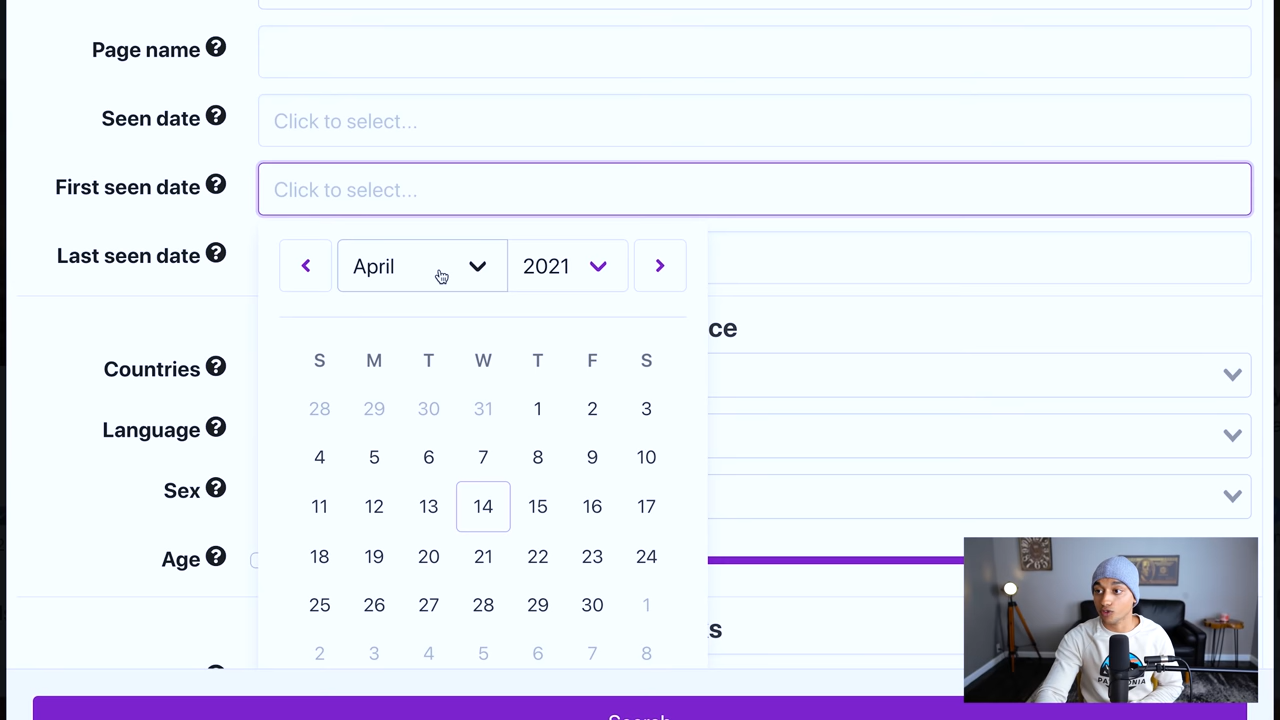 Page name
Seen date
Click to select...
First seen date
Click to select...
Last seen date
April
2021
S M T W T F S
28 29 30 31 1 2 3
4 5 6 7 8 9 10
11 12 13 14 15 16 17
18 19 20 21 22 23 24
25 26 27 28 29 30 1
2 3 4 5 6 7 8
ce
Countries
Language
Sex
Age
s
Search